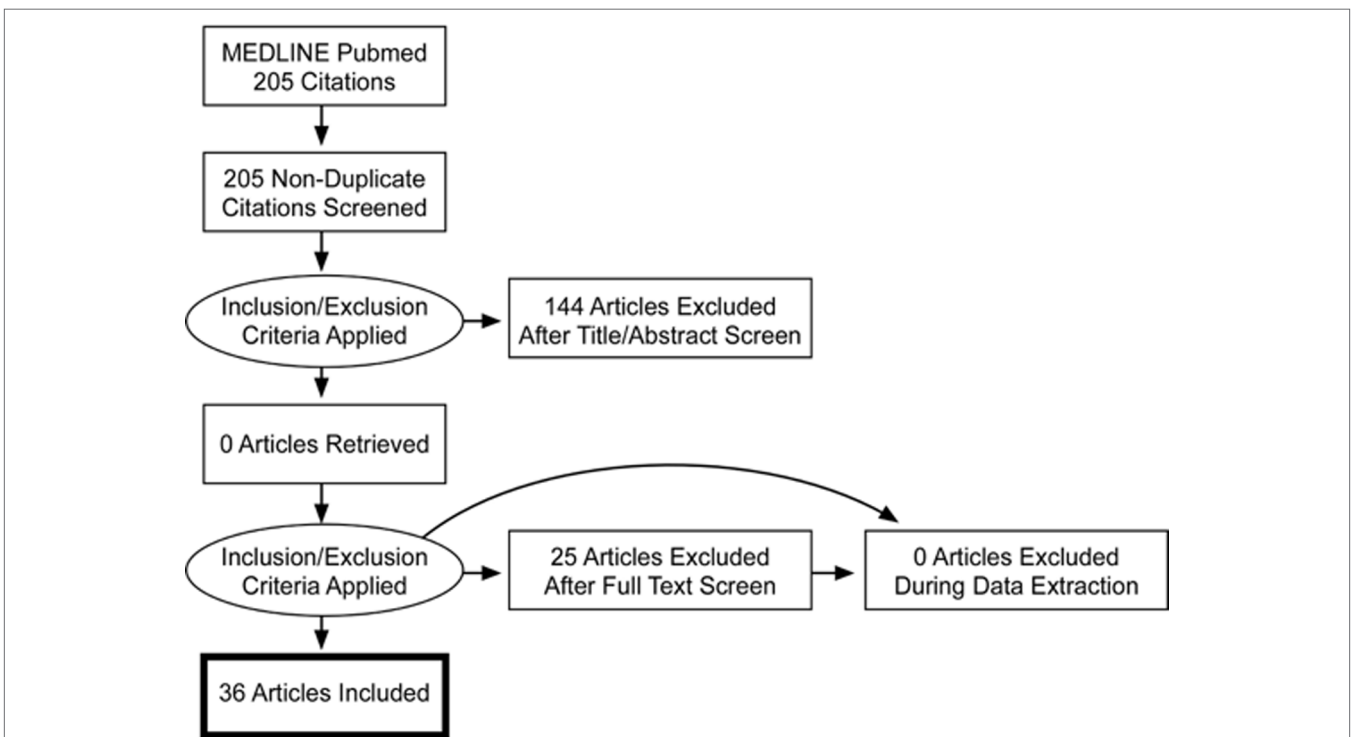 MEDLINE Pubmed
205 Citations
205 Non-Duplicate
Citations Screened
Inclusion/Exclusion
Criteria Applied
144 Articles Excluded
After Title/Abstract Screen
0 Articles Retrieved
Inclusion/Exclusion
Criteria Applied
25 Articles Excluded
After Full Text Screen
0 Articles Excluded
During Data Extraction
36 Articles Included